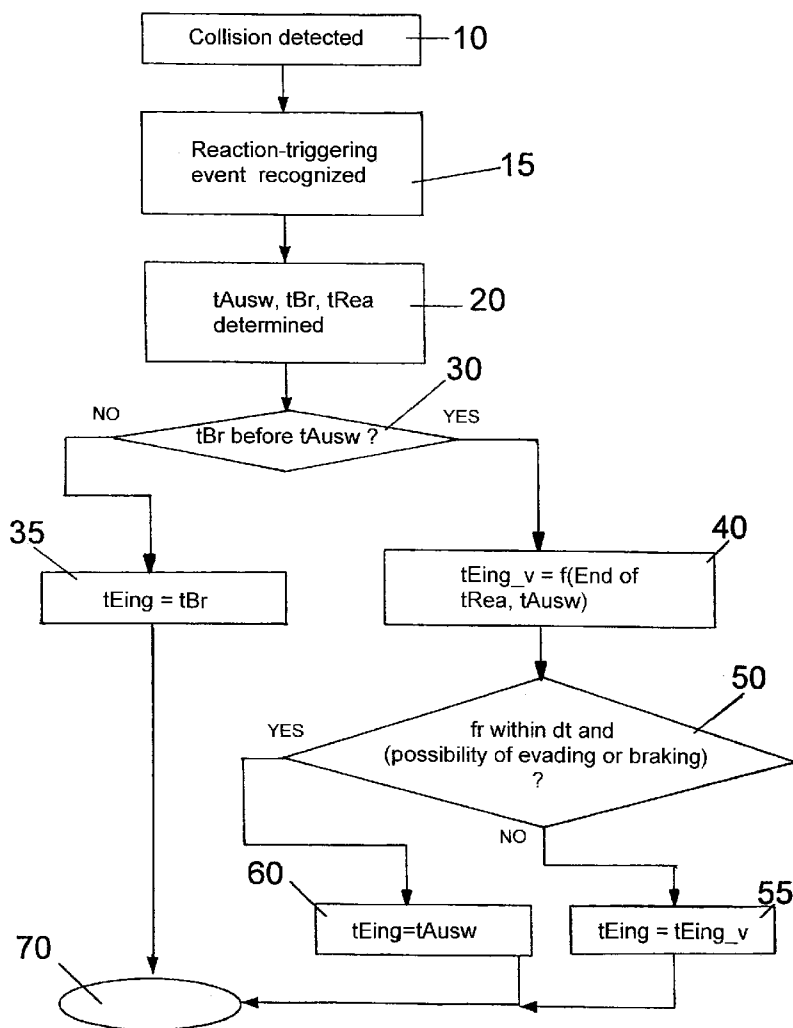 Collision detected
10
Reaction-triggering
event recognized
15
tAusw, tBr, tRea
determined
20
30
NO
YES
tBr before tAusw ?
35
tEing = tBr
40
tEing_v = f(End of
tRea, tAusw)
50
YES
fr within dt and
(possibility of evading or braking)
?
NO
60
tEing=tAusw
55
tEing = tEing_v
70